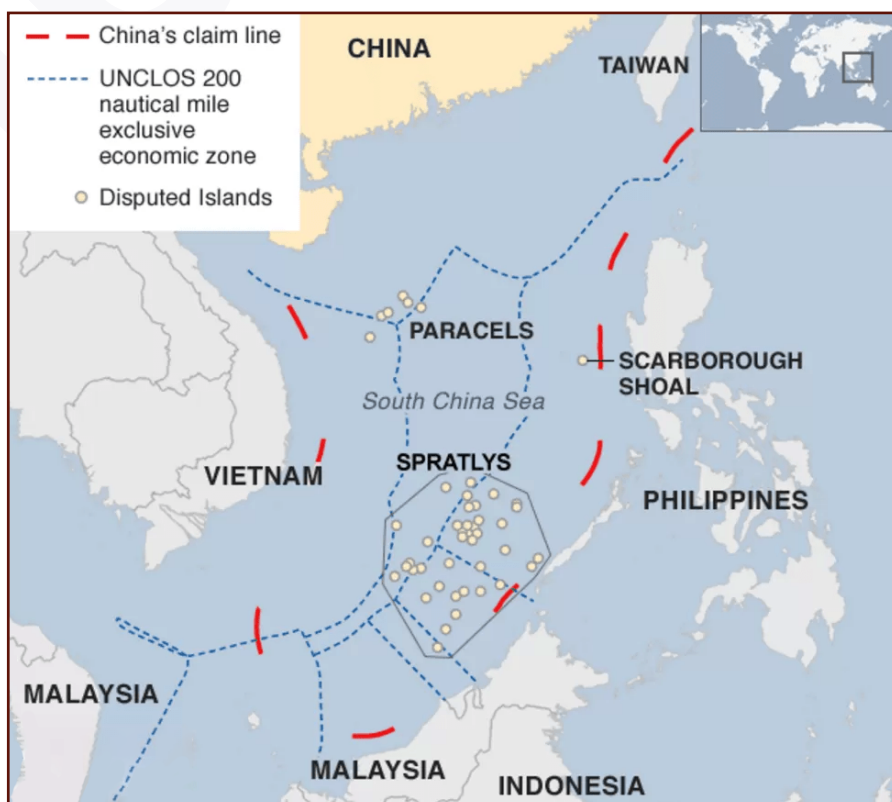 China's claim line
UNCLOS 200
nautical mile
exclusive
economic zone
Disputed Islands
CHINA
TAIWAN
PARACELS
SCARBOROUGH
SHOAL
South China Sea
SPRATLYS
VIETNAM
PHILIPPINES
MALAYSIA
MALAYSIA
INDONESIA